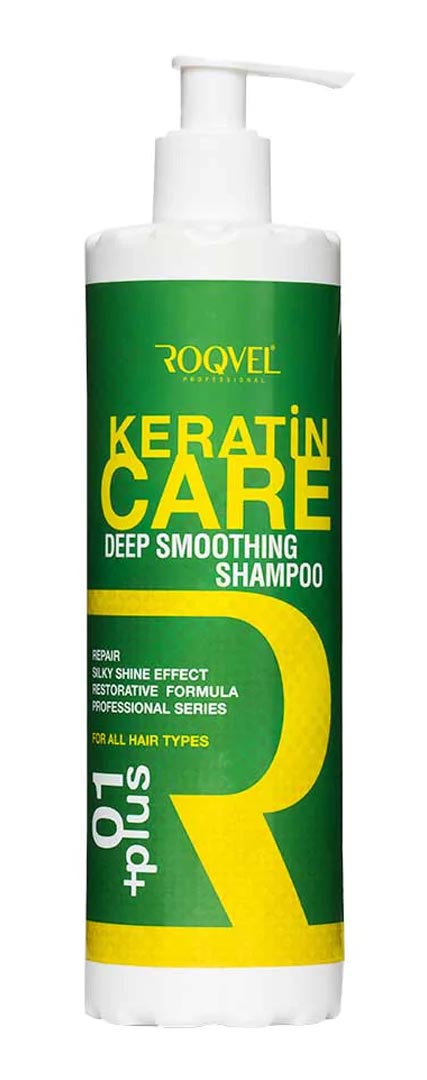 ROQVEL®
PROFESSIONAL
KERATiN
CARE
DEEP SMOOTHING
SHAMPOO
REPAIR
SILKY SHINE EFFECT
RESTORATIVE FORMULA
PROFESSIONAL SERIES
FOR ALL HAIR TYPES
01
+plus
R